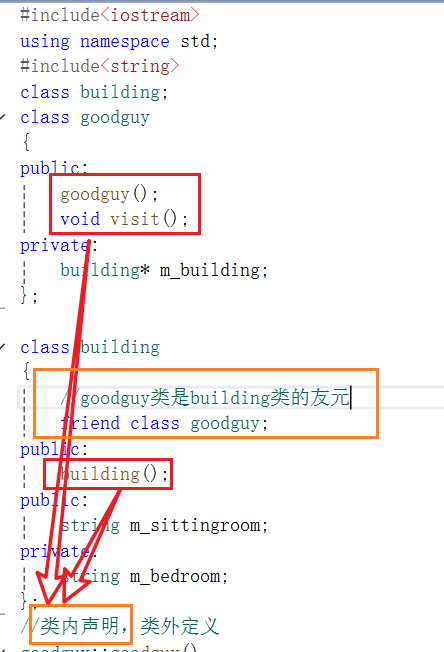 #include<iostream>
using namespace std;
#include<string>
class building;
class goodguy
{
public:
goodguy();
void visit();
private:
building* m_building;
};
class building
{
//goodguy类是building类的友元
friend class goodguy;
public:
building();
public:
string m_sittingroom;
private:
string m_bedroom;
};
//类内声明，类外定义
goodguy::goodguy()